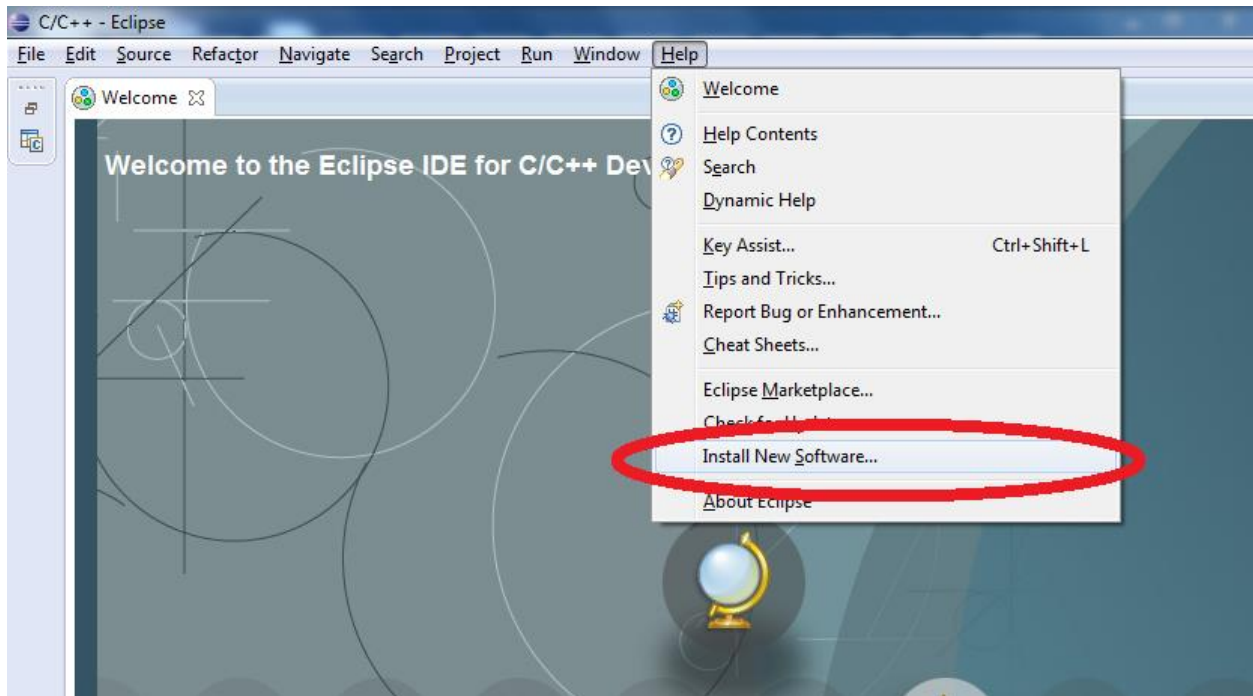 C/C++ - Eclipse
File Edit Source Refactor Navigate Search Project Run Window Help
Welcome
Welcome to the Eclipse IDE for C/C++ Dev
Welcome
Help Contents
Search
Dynamic Help
Key Assist... Ctrl+Shift+L
Tips and Tricks...
Report Bug or Enhancement...
Cheat Sheets...
Eclipse Marketplace...
Check for
Install New Software...
About Eclipse